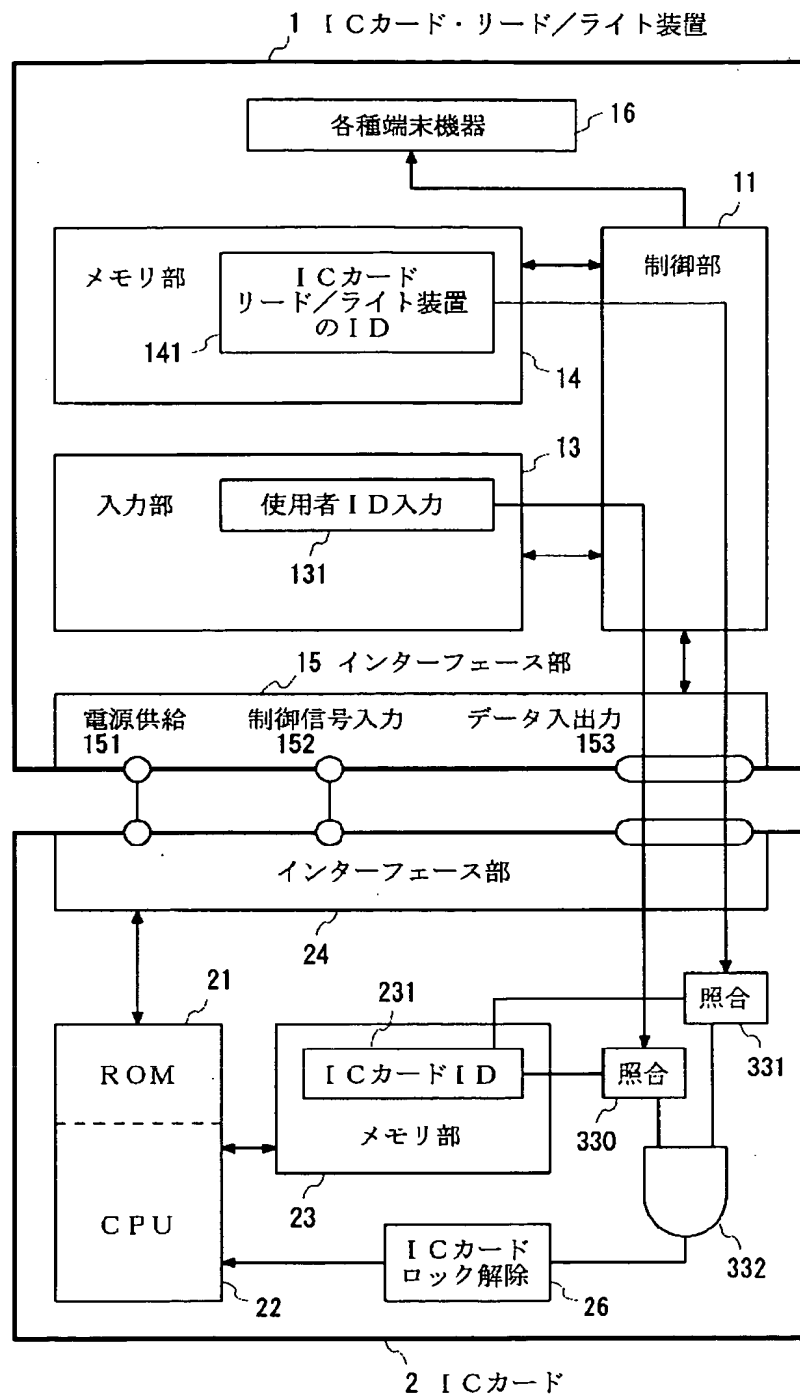 1 ICカード・リード／ライト装置
各種端末機器
16
11
メモリ部
ICカード
リード／ライト装置
のID
制御部
141
14
13
入力部
使用者ID入力
131
15 インターフェース部
電源供給
制御信号入力
データ入出力
151
152
153
インターフェース部
24
21
231
照合
331
ROM
ICカードID
照合
330
メモリ部
23
CPU
ICカード
ロック解除
332
22
26
2 ICカード